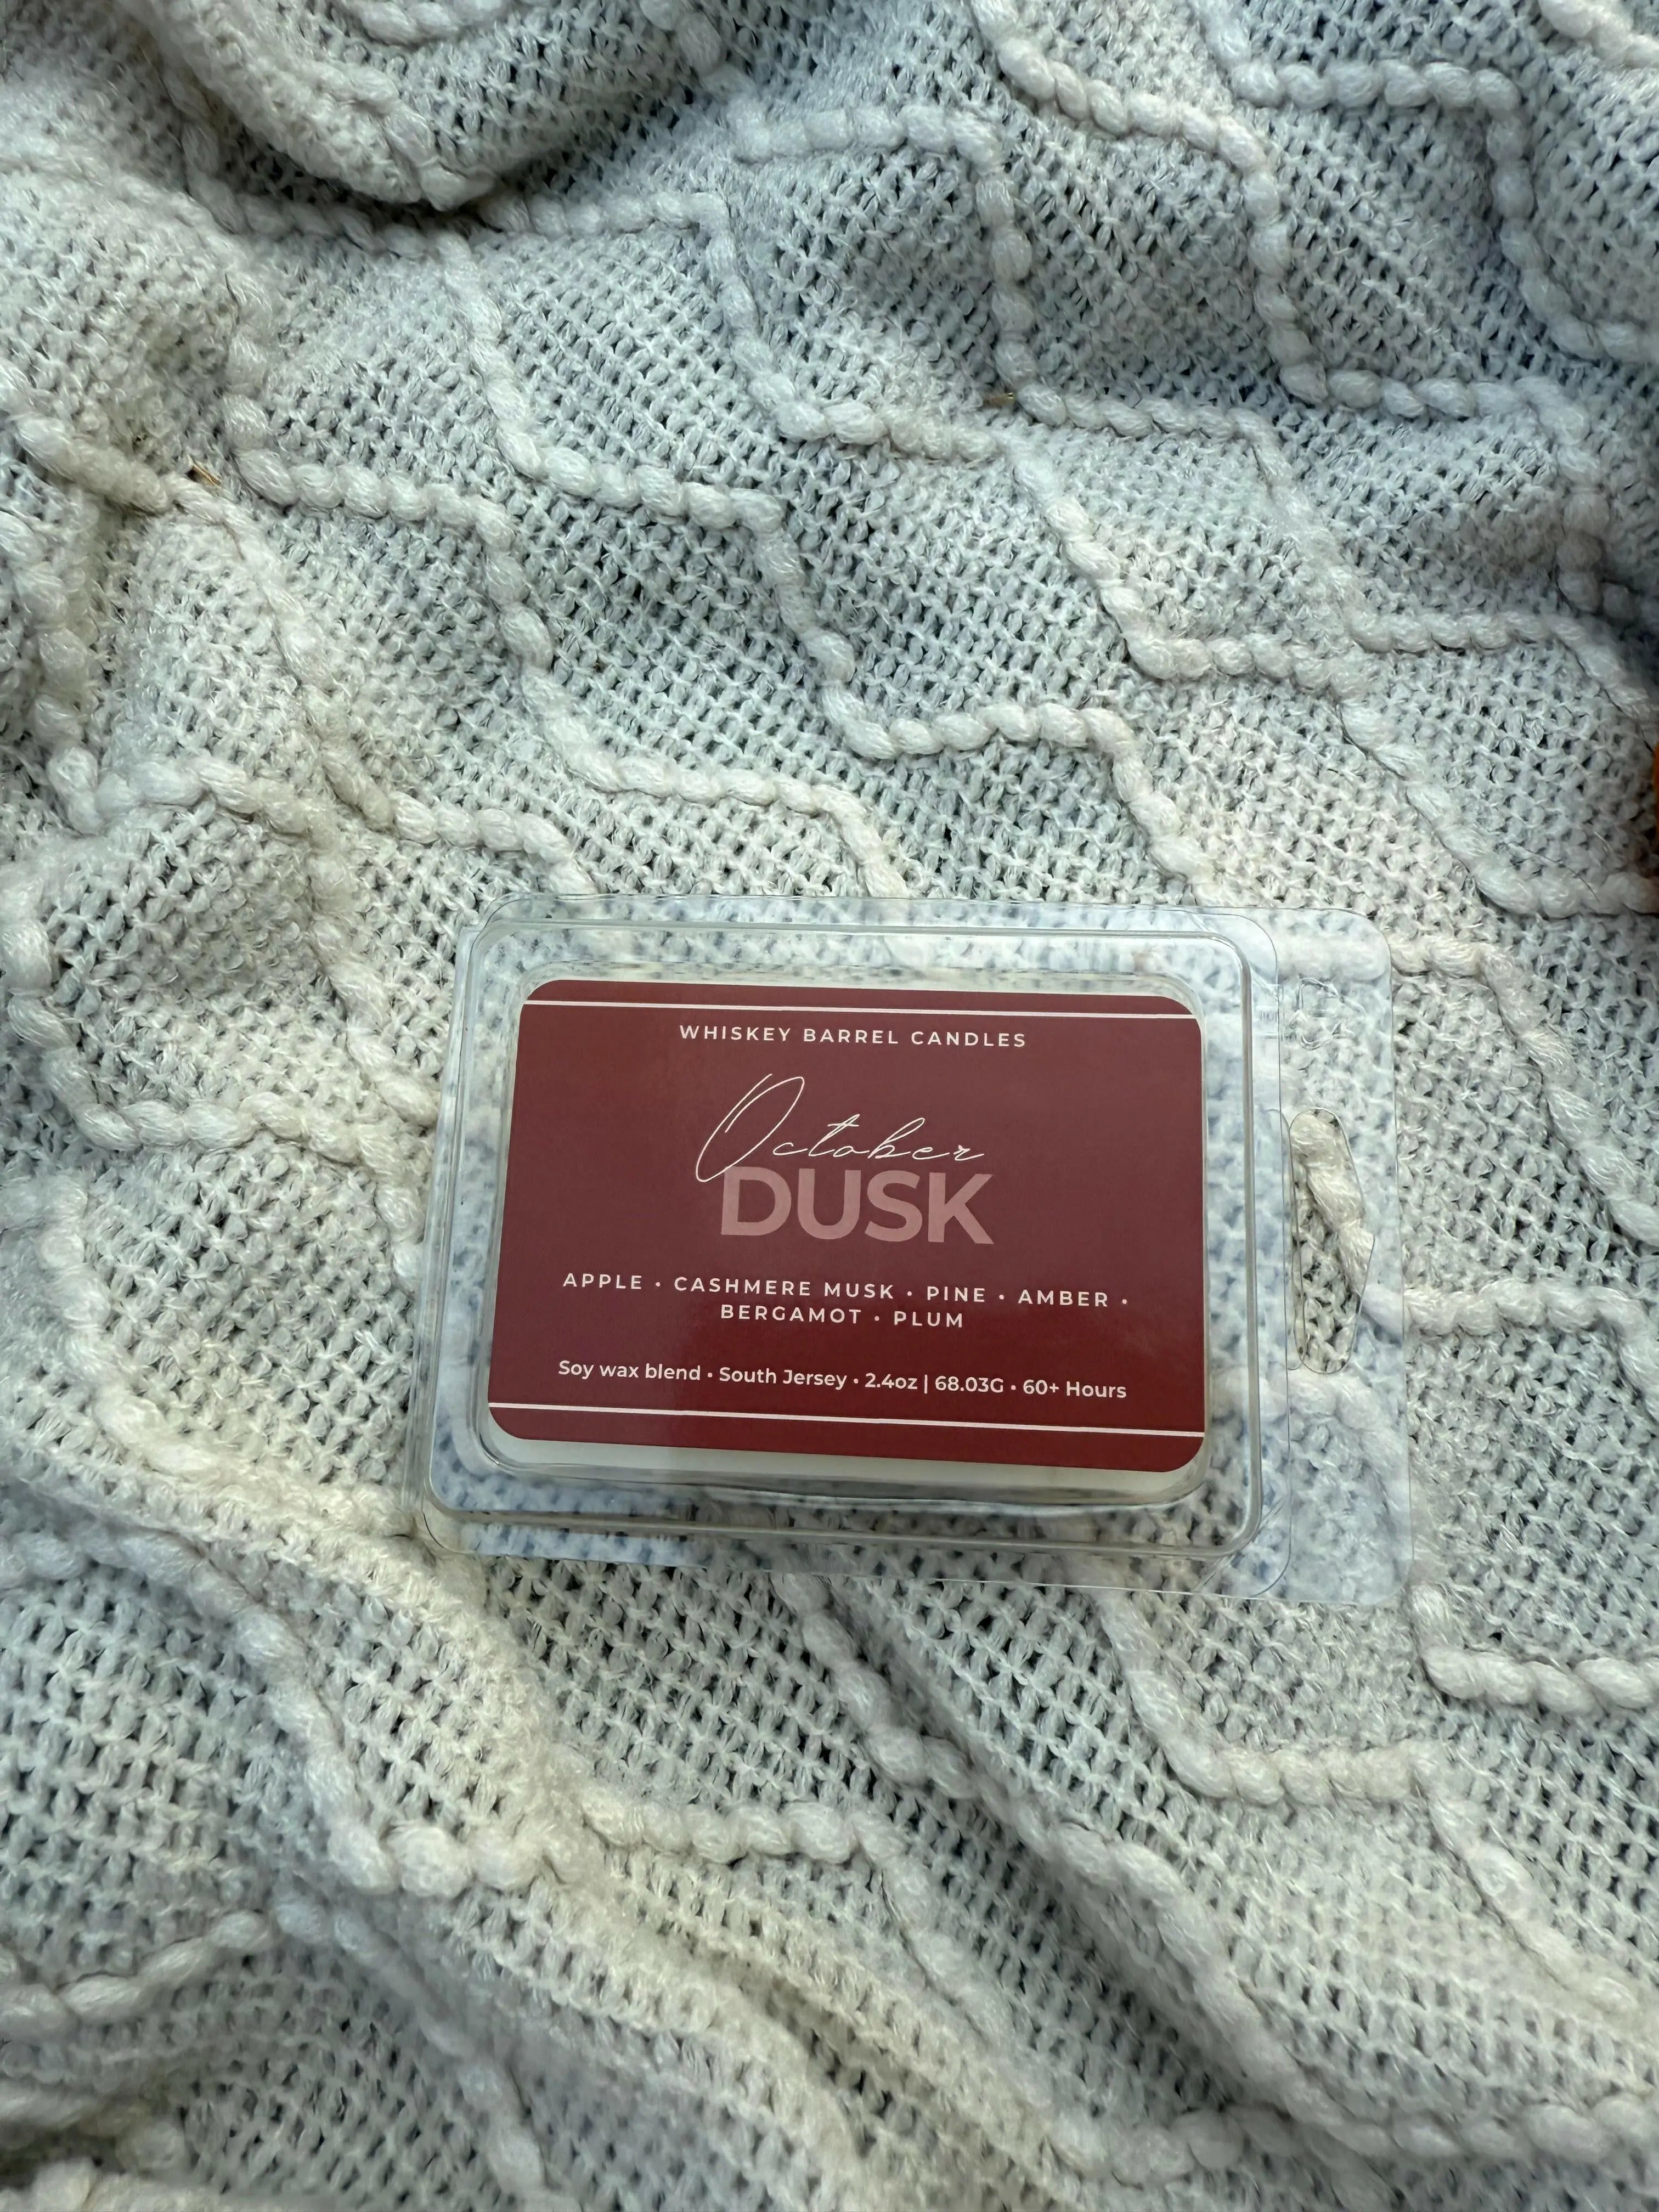 WHISKEY BARREL CANDLES
October
DUSK
APPLE • CASHMERE MUSK • PINE • AMBER •
BERGAMOT • PLUM
Soy wax blend • South Jersey • 2.4oz | 68.03G • 60+ Hours